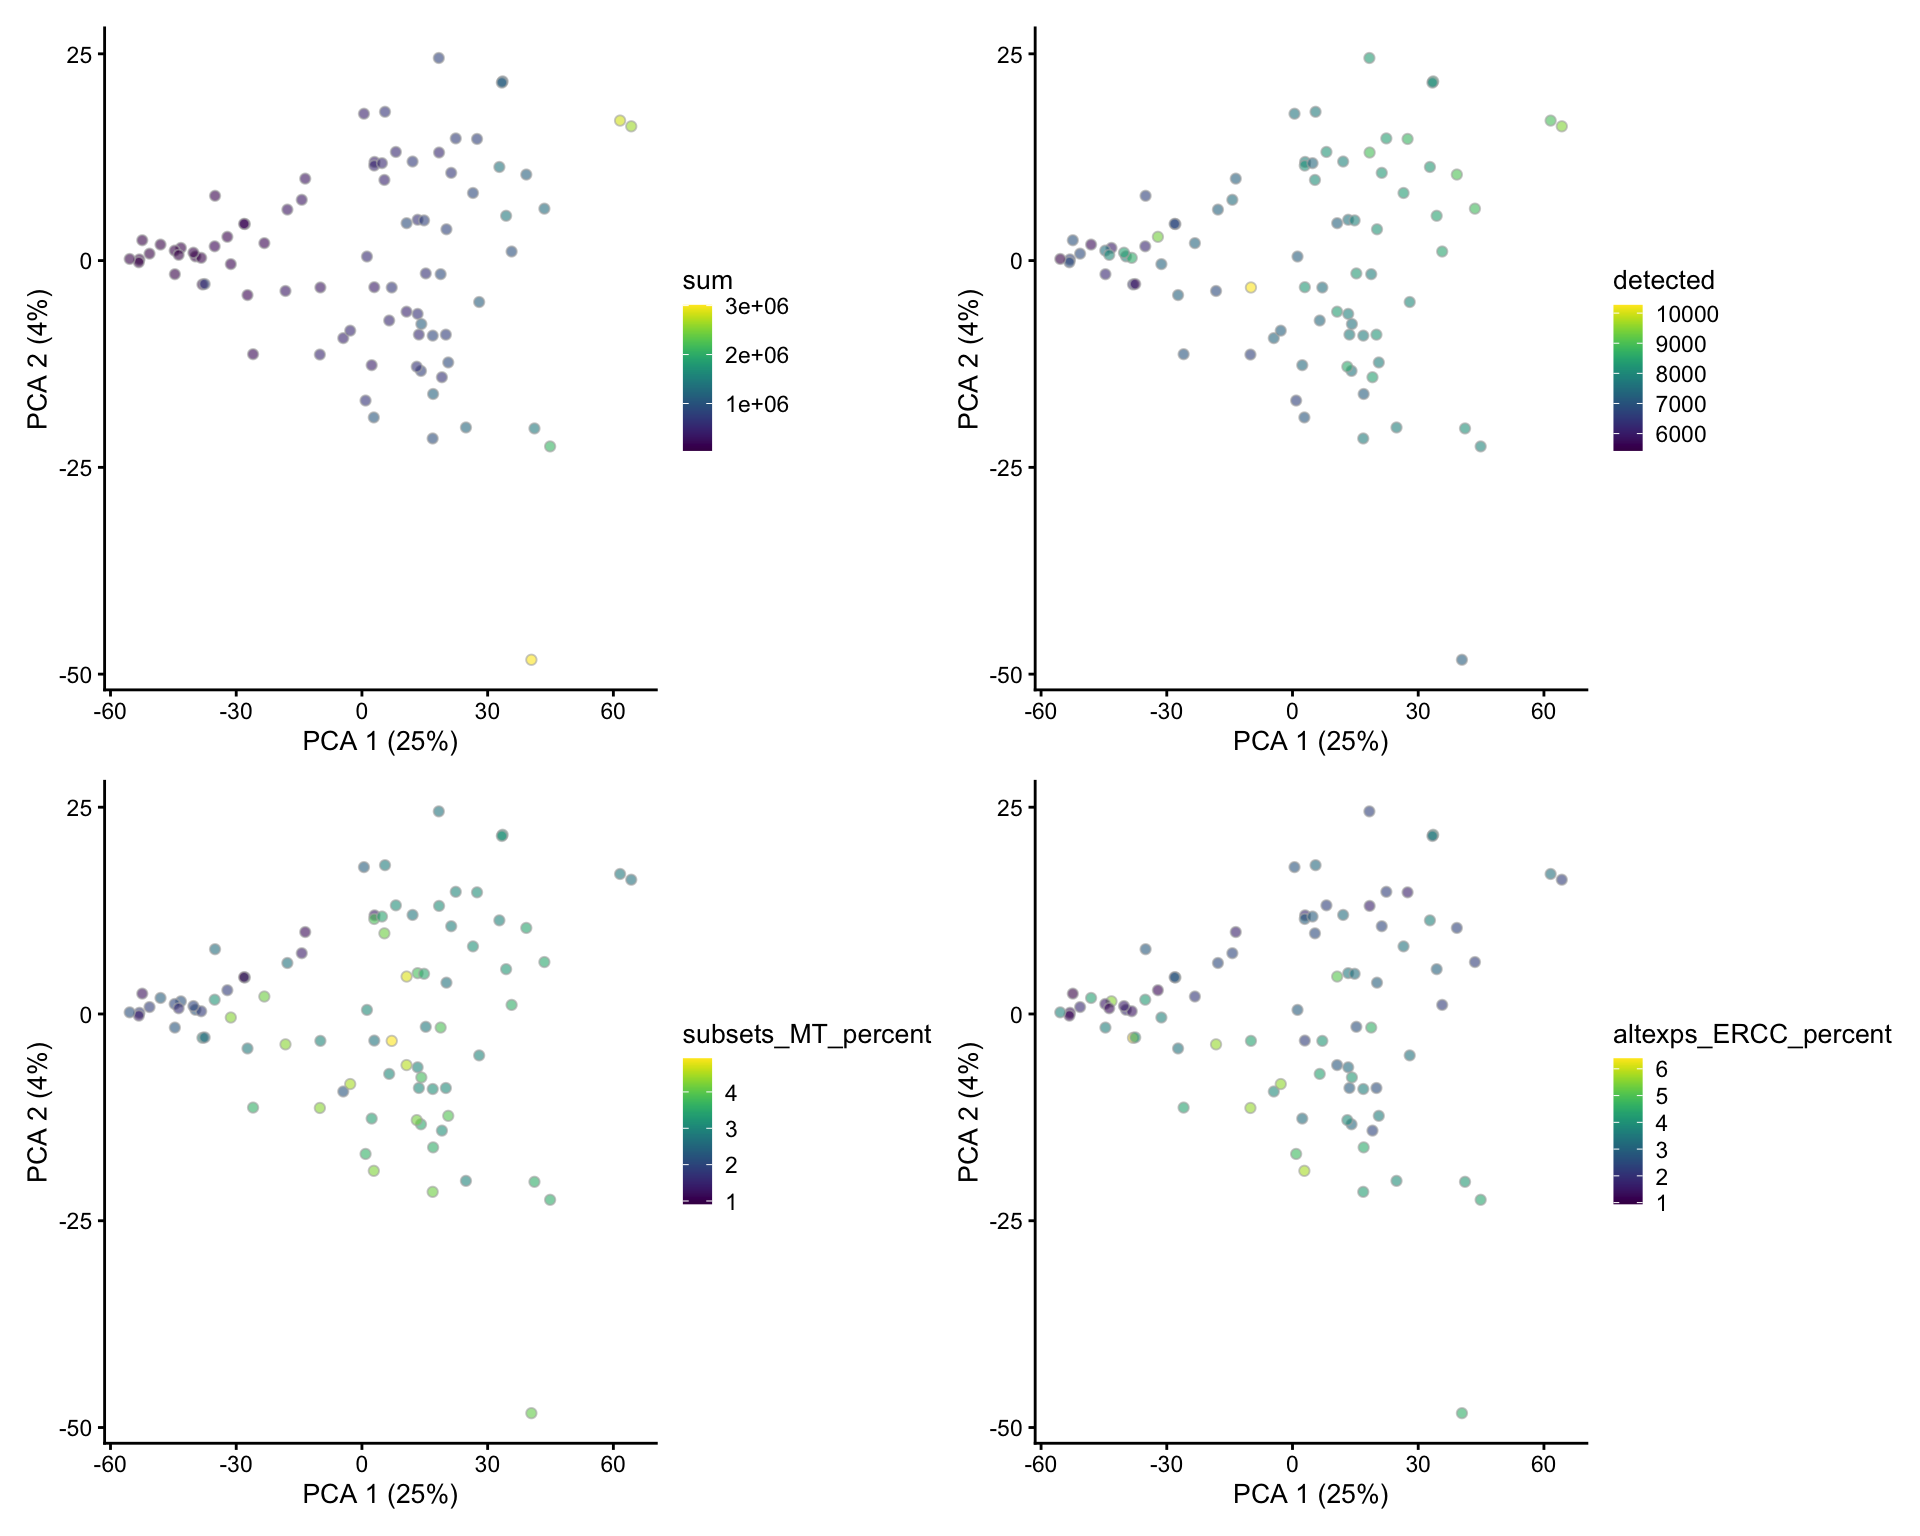 25
0
-25
-50
PCA 2 (4%)
-60 -30 0 30 60
PCA 1 (25%)
sum
3e+06
2e+06
1e+06
25
0
-25
-50
PCA 2 (4%)
-60 -30 0 30 60
PCA 1 (25%)
detected
10000
9000
8000
7000
6000
25
0
-25
-50
PCA 2 (4%)
-60 -30 0 30 60
PCA 1 (25%)
subsets_MT_percent
4
3
2
1
25
0
-25
-50
PCA 2 (4%)
-60 -30 0 30 60
PCA 1 (25%)
altexps_ERCC_percent
6
5
4
3
2
1